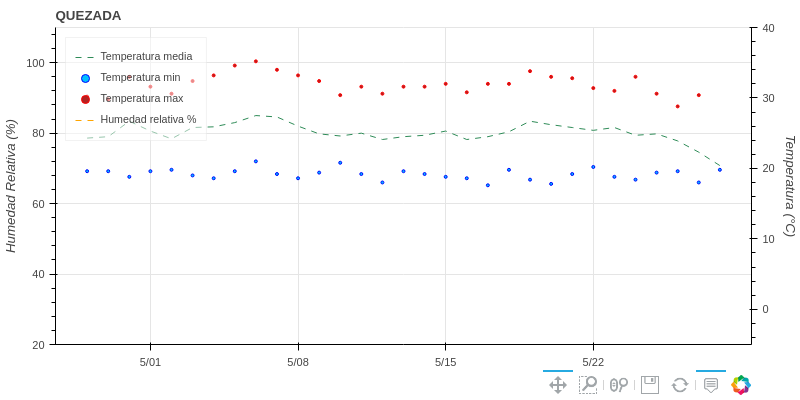 QUEZADA
Temperatura media
Temperatura min
Temperatura max
Humedad relativa %
Humedad Relativa (%)
100
80
60
40
20
Temperatura (°C)
40
30
20
10
0
5/01
5/08
5/15
5/22